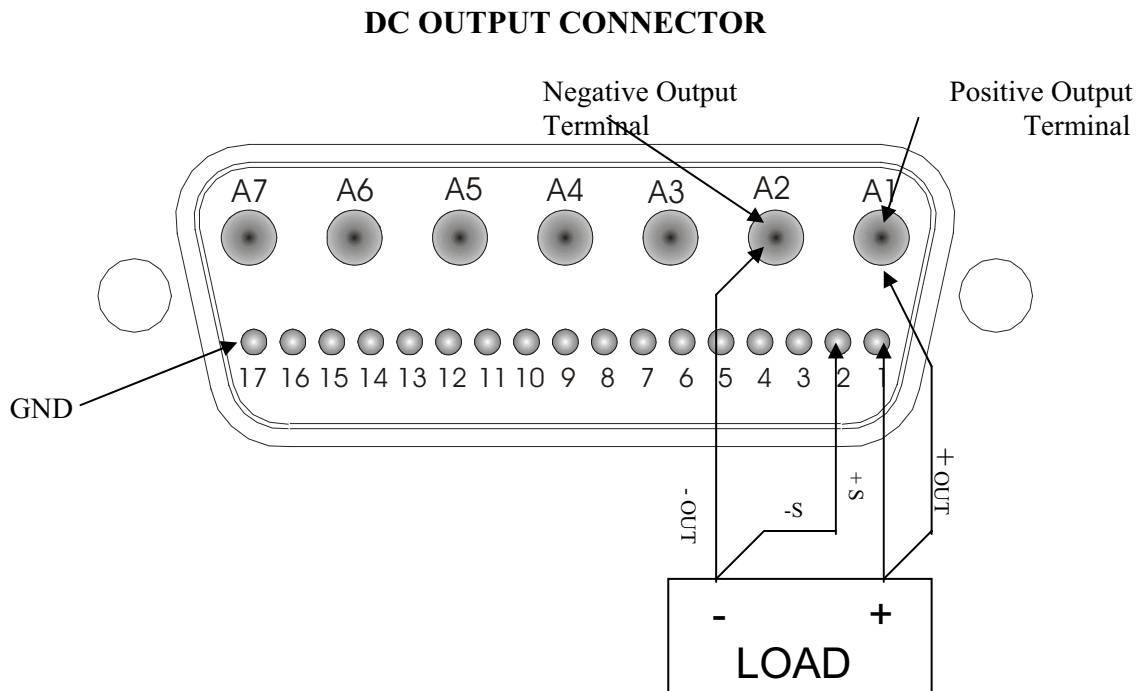 DC OUTPUT CONNECTOR
Negative Output
Terminal
Positive Output
Terminal
A7 A6 A5 A4 A3 A2 A1
17 16 15 14 13 12 11 10 9 8 7 6 5 4 3 2 1
GND
- OUT
-S
+ S
+ OUT
- +
LOAD